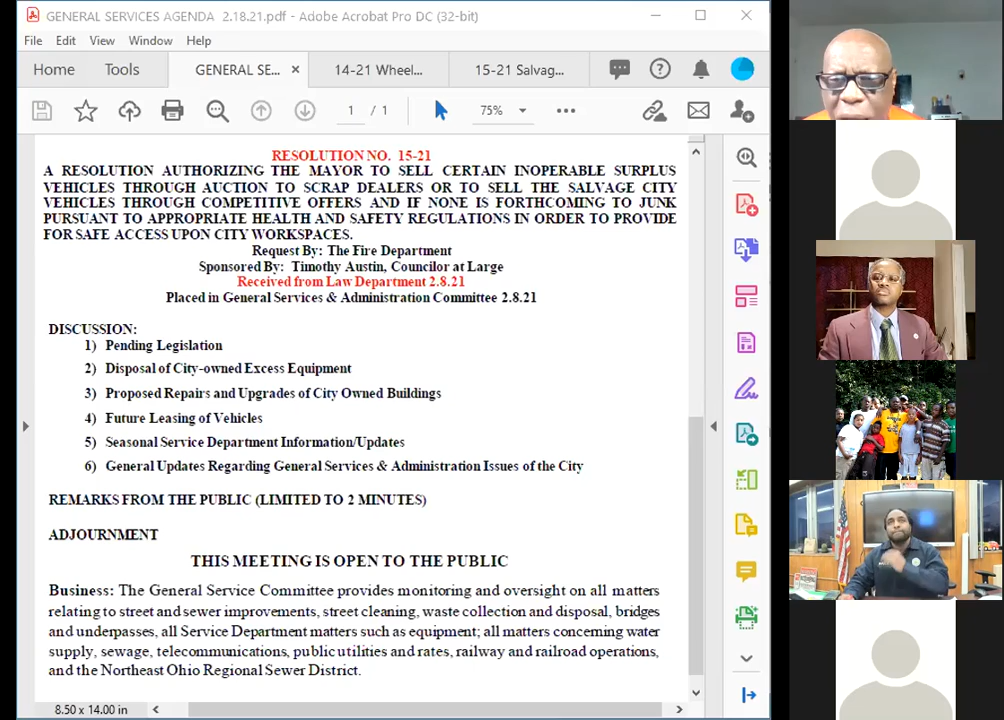 GENERAL SERVICES AGENDA 2.18.21.pdf - Adobe Acrobat Pro DC (32-bit)
File Edit View Window Help
Home Tools GENERAL SE... 14-21 Wheel... 15-21 Salvag...
1 / 1 75%
RESOLUTION NO. 15-21
A RESOLUTION AUTHORIZING THE MAYOR TO SELL CERTAIN INOPERABLE SURPLUS
VEHICLES THROUGH AUCTION TO SCRAP DEALERS OR TO SELL THE SALVAGE CITY
VEHICLES THROUGH COMPETITIVE OFFERS AND IF NONE IS FORTHCOMING TO JUNK
PURSUANT TO APPROPRIATE HEALTH AND SAFETY REGULATIONS IN ORDER TO PROVIDE
FOR SAFE ACCESS UPON CITY WORKSPACES.
Request By: The Fire Department
Sponsored By: Timothy Austin, Councilor at Large
Received from Law Department 2.8.21
Placed in General Services & Administration Committee 2.8.21
DISCUSSION:
1) Pending Legislation
2) Disposal of City-owned Excess Equipment
3) Proposed Repairs and Upgrades of City Owned Buildings
4) Future Leasing of Vehicles
5) Seasonal Service Department Information/Updates
6) General Updates Regarding General Services & Administration Issues of the City
REMARKS FROM THE PUBLIC (LIMITED TO 2 MINUTES)
ADJOURNMENT
THIS MEETING IS OPEN TO THE PUBLIC
Business: The General Service Committee provides monitoring and oversight on all matters
relating to street and sewer improvements, street cleaning, waste collection and disposal, bridges
and underpasses, all Service Department matters such as equipment; all matters concerning water
supply, sewage, telecommunications, public utilities and rates, railway and railroad operations,
and the Northeast Ohio Regional Sewer District.
8.50 x 14.00 in